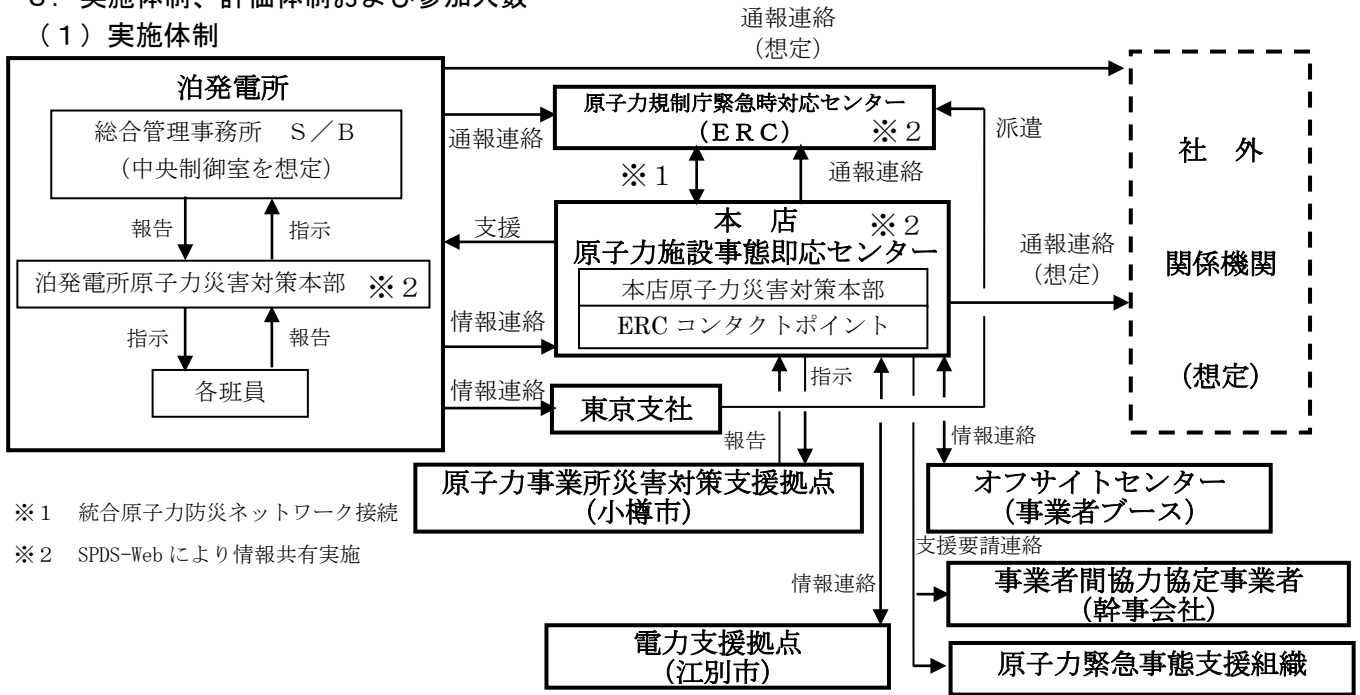 3．実施体制、評価体制および参加人数
（１）実施体制
通報連絡
（想定）
泊発電所
総合管理事務所　Ｓ／Ｂ
（中央制御室を想定）
報告
指示
泊発電所原子力災害対策本部　※２
指示
報告
各班員
通報連絡
原子力規制庁緊急時対応センター
（ＥＲＣ）　※２
派遣
※１
通報連絡
支援
本　店　※２
原子力施設事態即応センター
本店原子力災害対策本部
ERC コンタクトポイント
通報連絡
（想定）
社　外
関係機関
（想定）
情報連絡
情報連絡
東京支社
指示
報告
情報連絡
原子力事業所災害対策支援拠点
（小樽市）
オフサイトセンター
（事業者ブース）
※１　統合原子力防災ネットワーク接続
※２　SPDS-Web により情報共有実施
支援要請連絡
情報連絡
事業者間協力協定事業者
（幹事会社）
電力支援拠点
（江別市）
原子力緊急事態支援組織